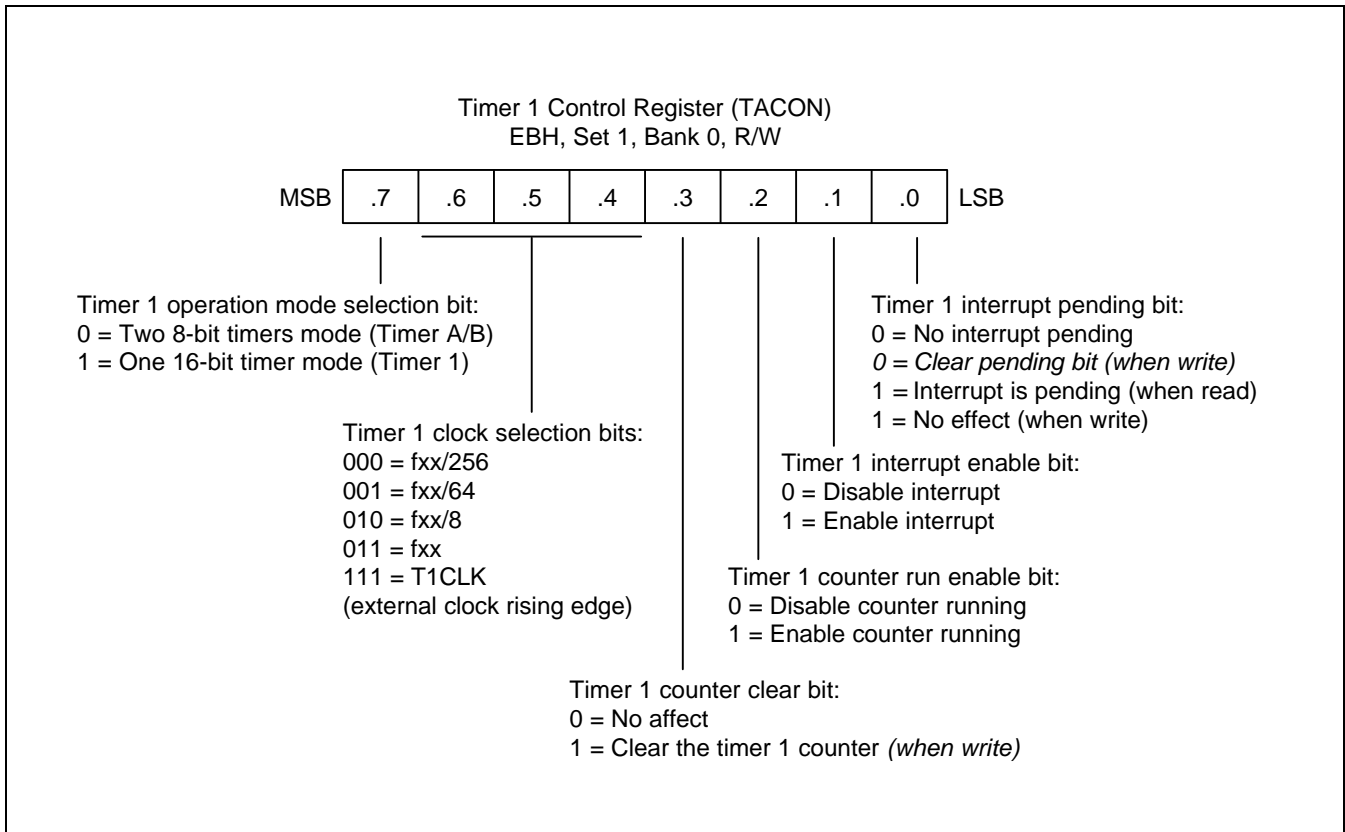 Timer 1 Control Register (TACON)
EBH, Set 1, Bank 0, R/W
MSB .7 .6 .5 .4 .3 .2 .1 .0 LSB
Timer 1 operation mode selection bit:
0 = Two 8-bit timers mode (Timer A/B)
1 = One 16-bit timer mode (Timer 1)
Timer 1 interrupt pending bit:
0 = No interrupt pending
0 = Clear pending bit (when write)
1 = Interrupt is pending (when read)
1 = No effect (when write)
Timer 1 clock selection bits:
000 = fxx/256
001 = fxx/64
010 = fxx/8
011 = fxx
111 = T1CLK
(external clock rising edge)
Timer 1 interrupt enable bit:
0 = Disable interrupt
1 = Enable interrupt
Timer 1 counter run enable bit:
0 = Disable counter running
1 = Enable counter running
Timer 1 counter clear bit:
0 = No affect
1 = Clear the timer 1 counter (when write)